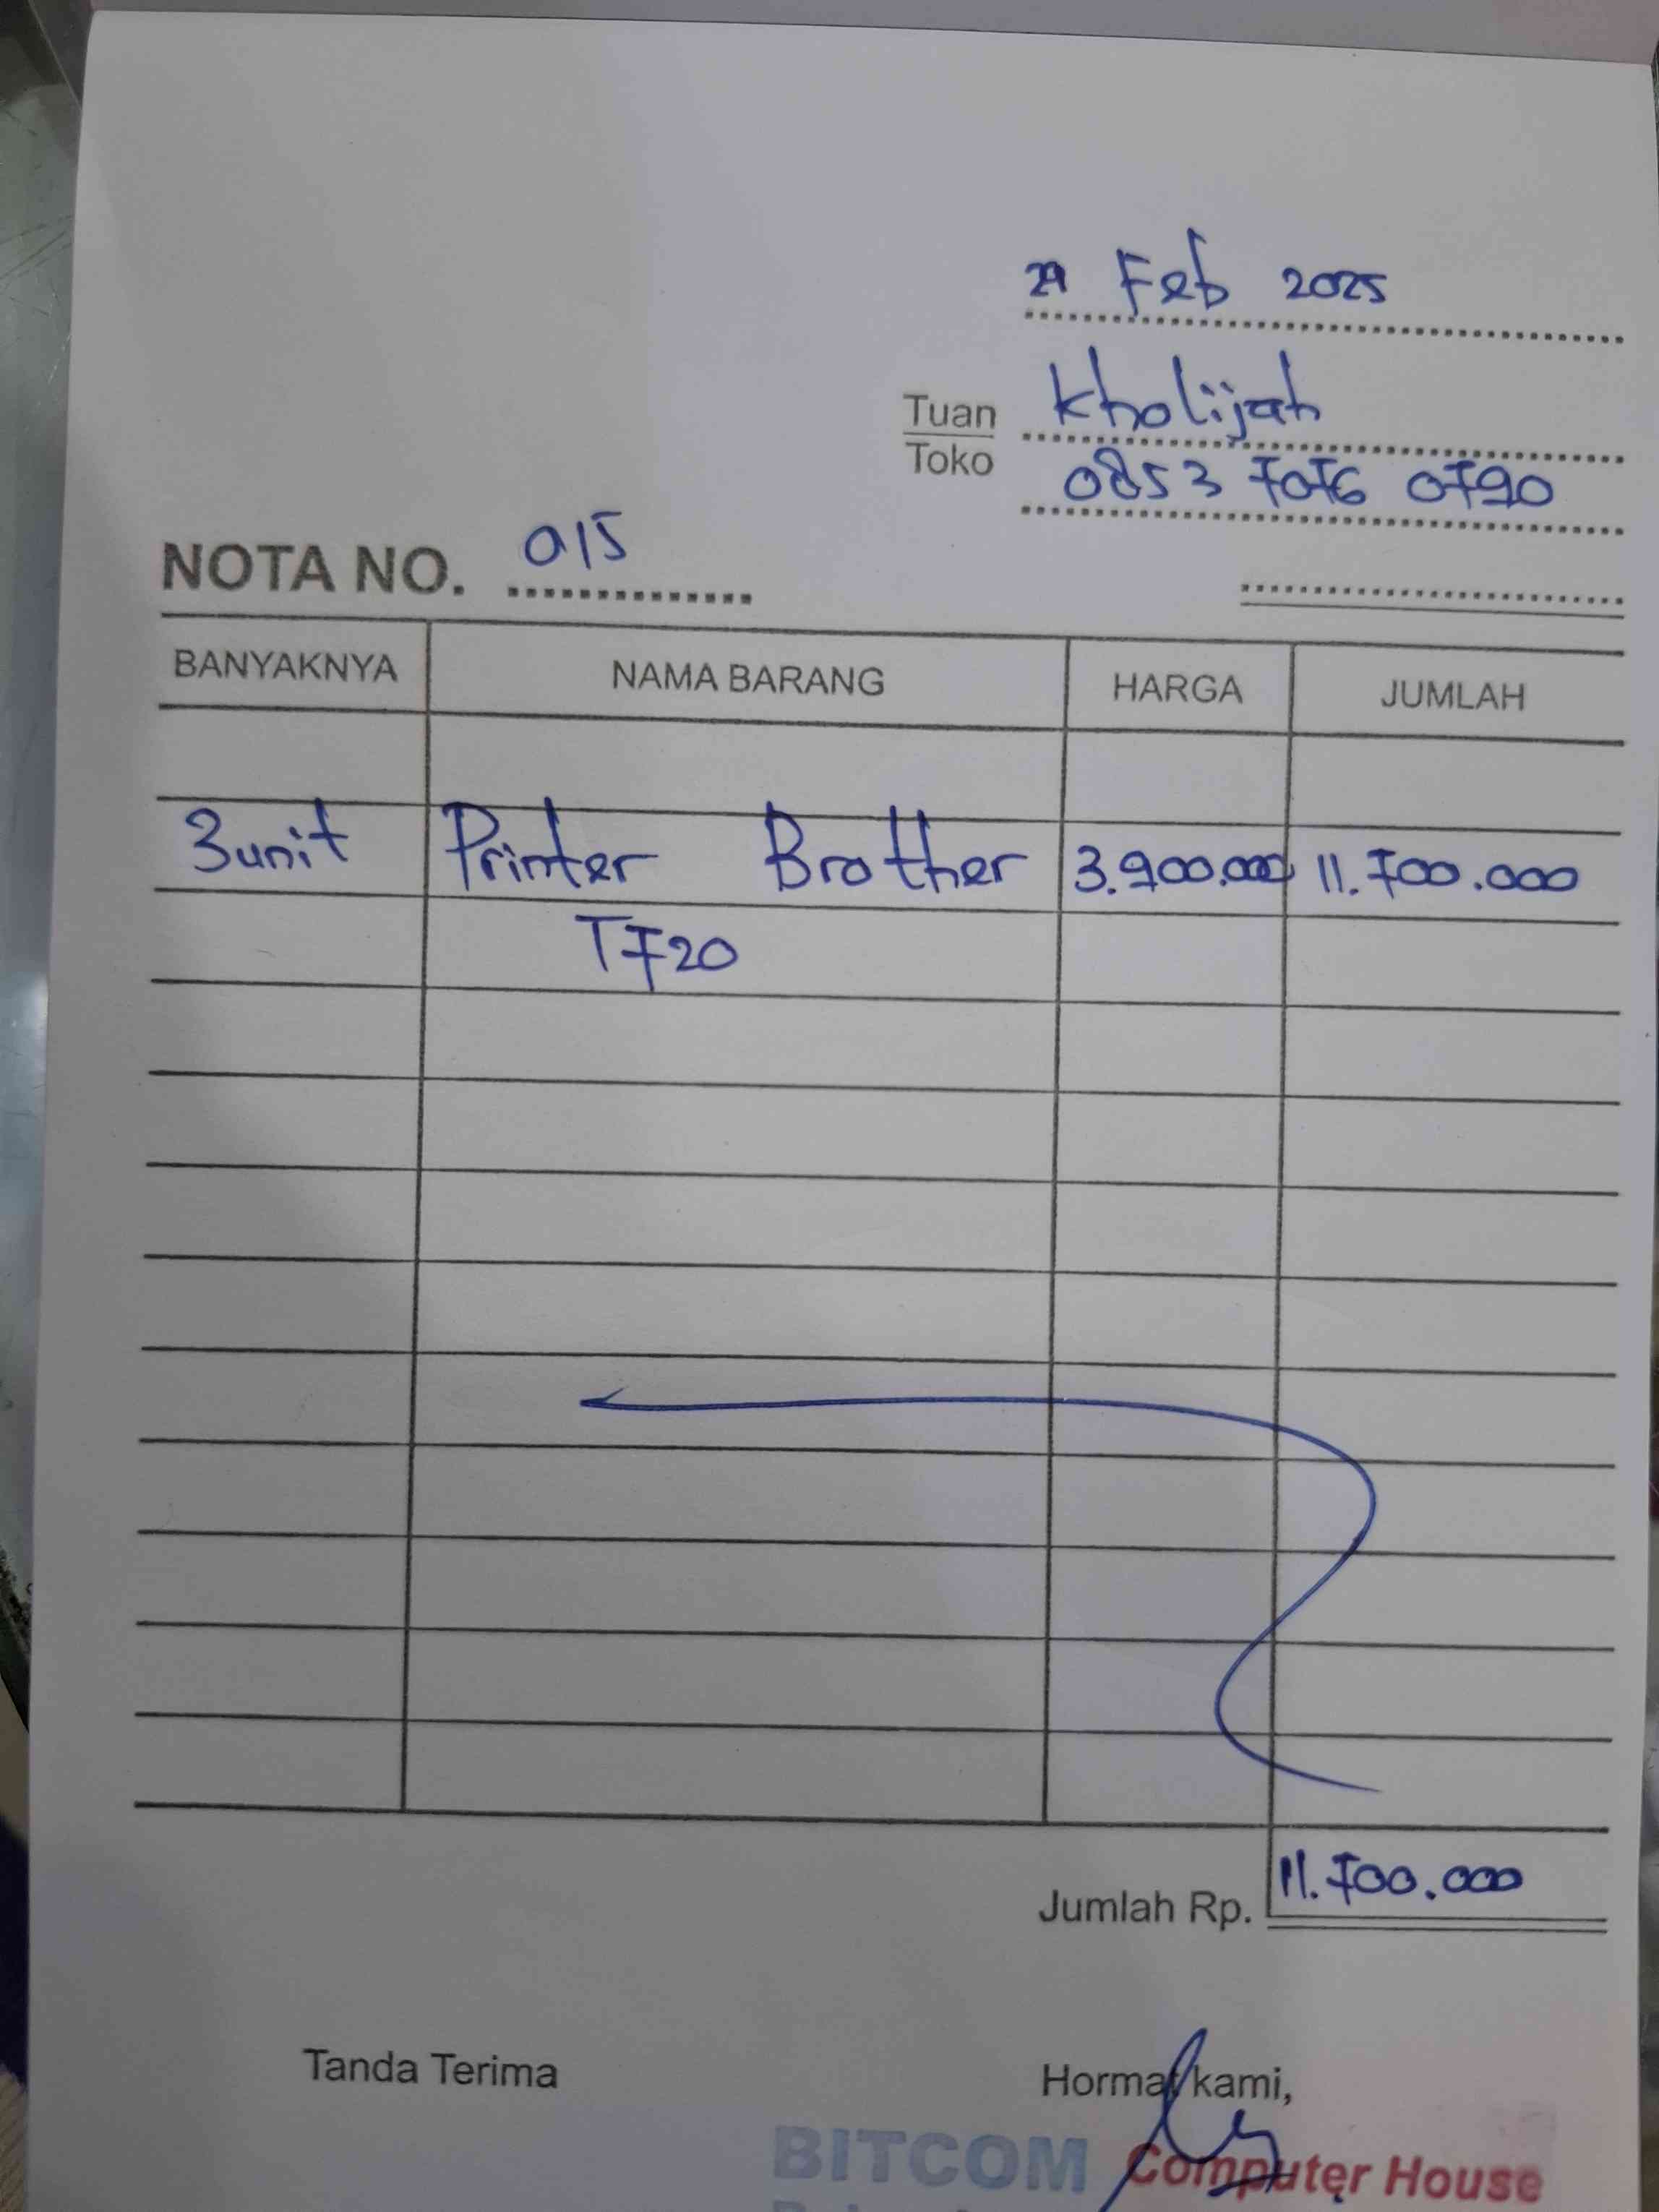 Feb 2025
Tuan Kholijah
Toko 0853 7076 0790
NOTA NO. 015
BANYAKNYA NAMA BARANG HARGA JUMLAH
3unit Printer Brother 3.900.000 11.700.000
T720
Jumlah Rp. 11.700.000
Tanda Terima Hormat kami,
BITCOM Computer House